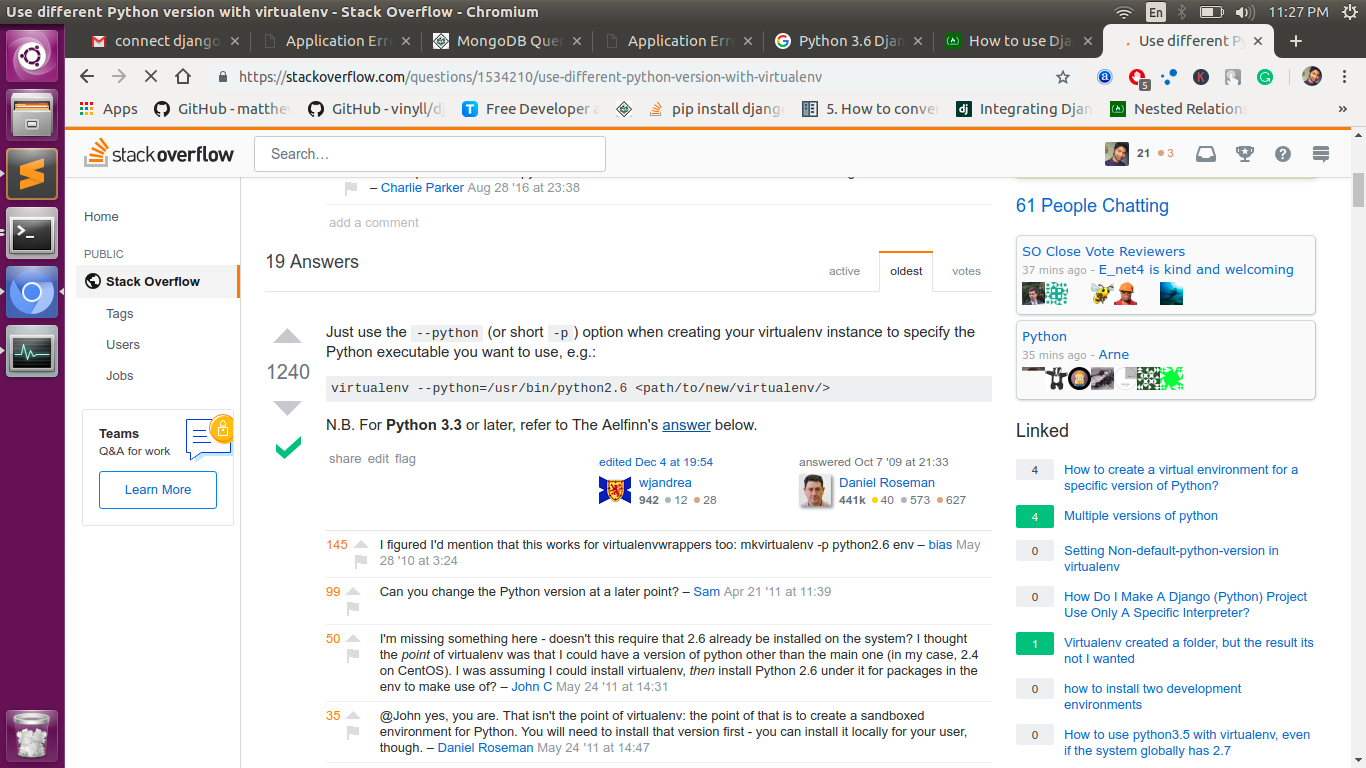 Use different Python version with virtualenv - Stack Overflow - Chromium
En
11:27 PM
connect django
Application Err
MongoDB Que
Application Err
Python 3.6 Djan
How to use Dja
Use different P
https://stackoverflow.com/questions/1534210/use-different-python-version-with-virtualenv
5
Apps
GitHub - matthe
GitHub - vinyll/d
Free Developer a
pip install djang
5. How to conve
Integrating Djan
Nested Relation
»
stackoverflow
Search…
21
3
– Charlie Parker Aug 28 '16 at 23:38
add a comment
Home
PUBLIC
Stack Overflow
Tags
Users
Jobs
Teams
Q&A for work
Learn More
19 Answers
active
oldest
votes
1240
Just use the --python (or short -p ) option when creating your virtualenv instance to specify the
Python executable you want to use, e.g.:
virtualenv --python=/usr/bin/python2.6 <path/to/new/virtualenv/>
N.B. For Python 3.3 or later, refer to The Aelfinn's answer below.
share edit flag
edited Dec 4 at 19:54
wjandrea
942 12 28
answered Oct 7 '09 at 21:33
Daniel Roseman
441k 40 573 627
145 I figured I'd mention that this works for virtualenvwrappers too: mkvirtualenv -p python2.6 env – bias May
28 '10 at 3:24
99 Can you change the Python version at a later point? – Sam Apr 21 '11 at 11:39
50 I'm missing something here - doesn't this require that 2.6 already be installed on the system? I thought
the point of virtualenv was that I could have a version of python other than the main one (in my case, 2.4
on CentOS). I was assuming I could install virtualenv, then install Python 2.6 under it for packages in the
env to make use of? – John C May 24 '11 at 14:31
35 @John yes, you are. That isn't the point of virtualenv: the point of that is to create a sandboxed
environment for Python. You will need to install that version first - you can install it locally for your user,
though. – Daniel Roseman May 24 '11 at 14:47
61 People Chatting
SO Close Vote Reviewers
37 mins ago - E_net4 is kind and welcoming
Python
35 mins ago - Arne
Linked
4 How to create a virtual environment for a
specific version of Python?
4 Multiple versions of python
0 Setting Non-default-python-version in
virtualenv
0 How Do I Make A Django (Python) Project
Use Only A Specific Interpreter?
1 Virtualenv created a folder, but the result its
not I wanted
0 how to install two development
environments
0 How to use python3.5 with virtualenv, even
if the system globally has 2.7